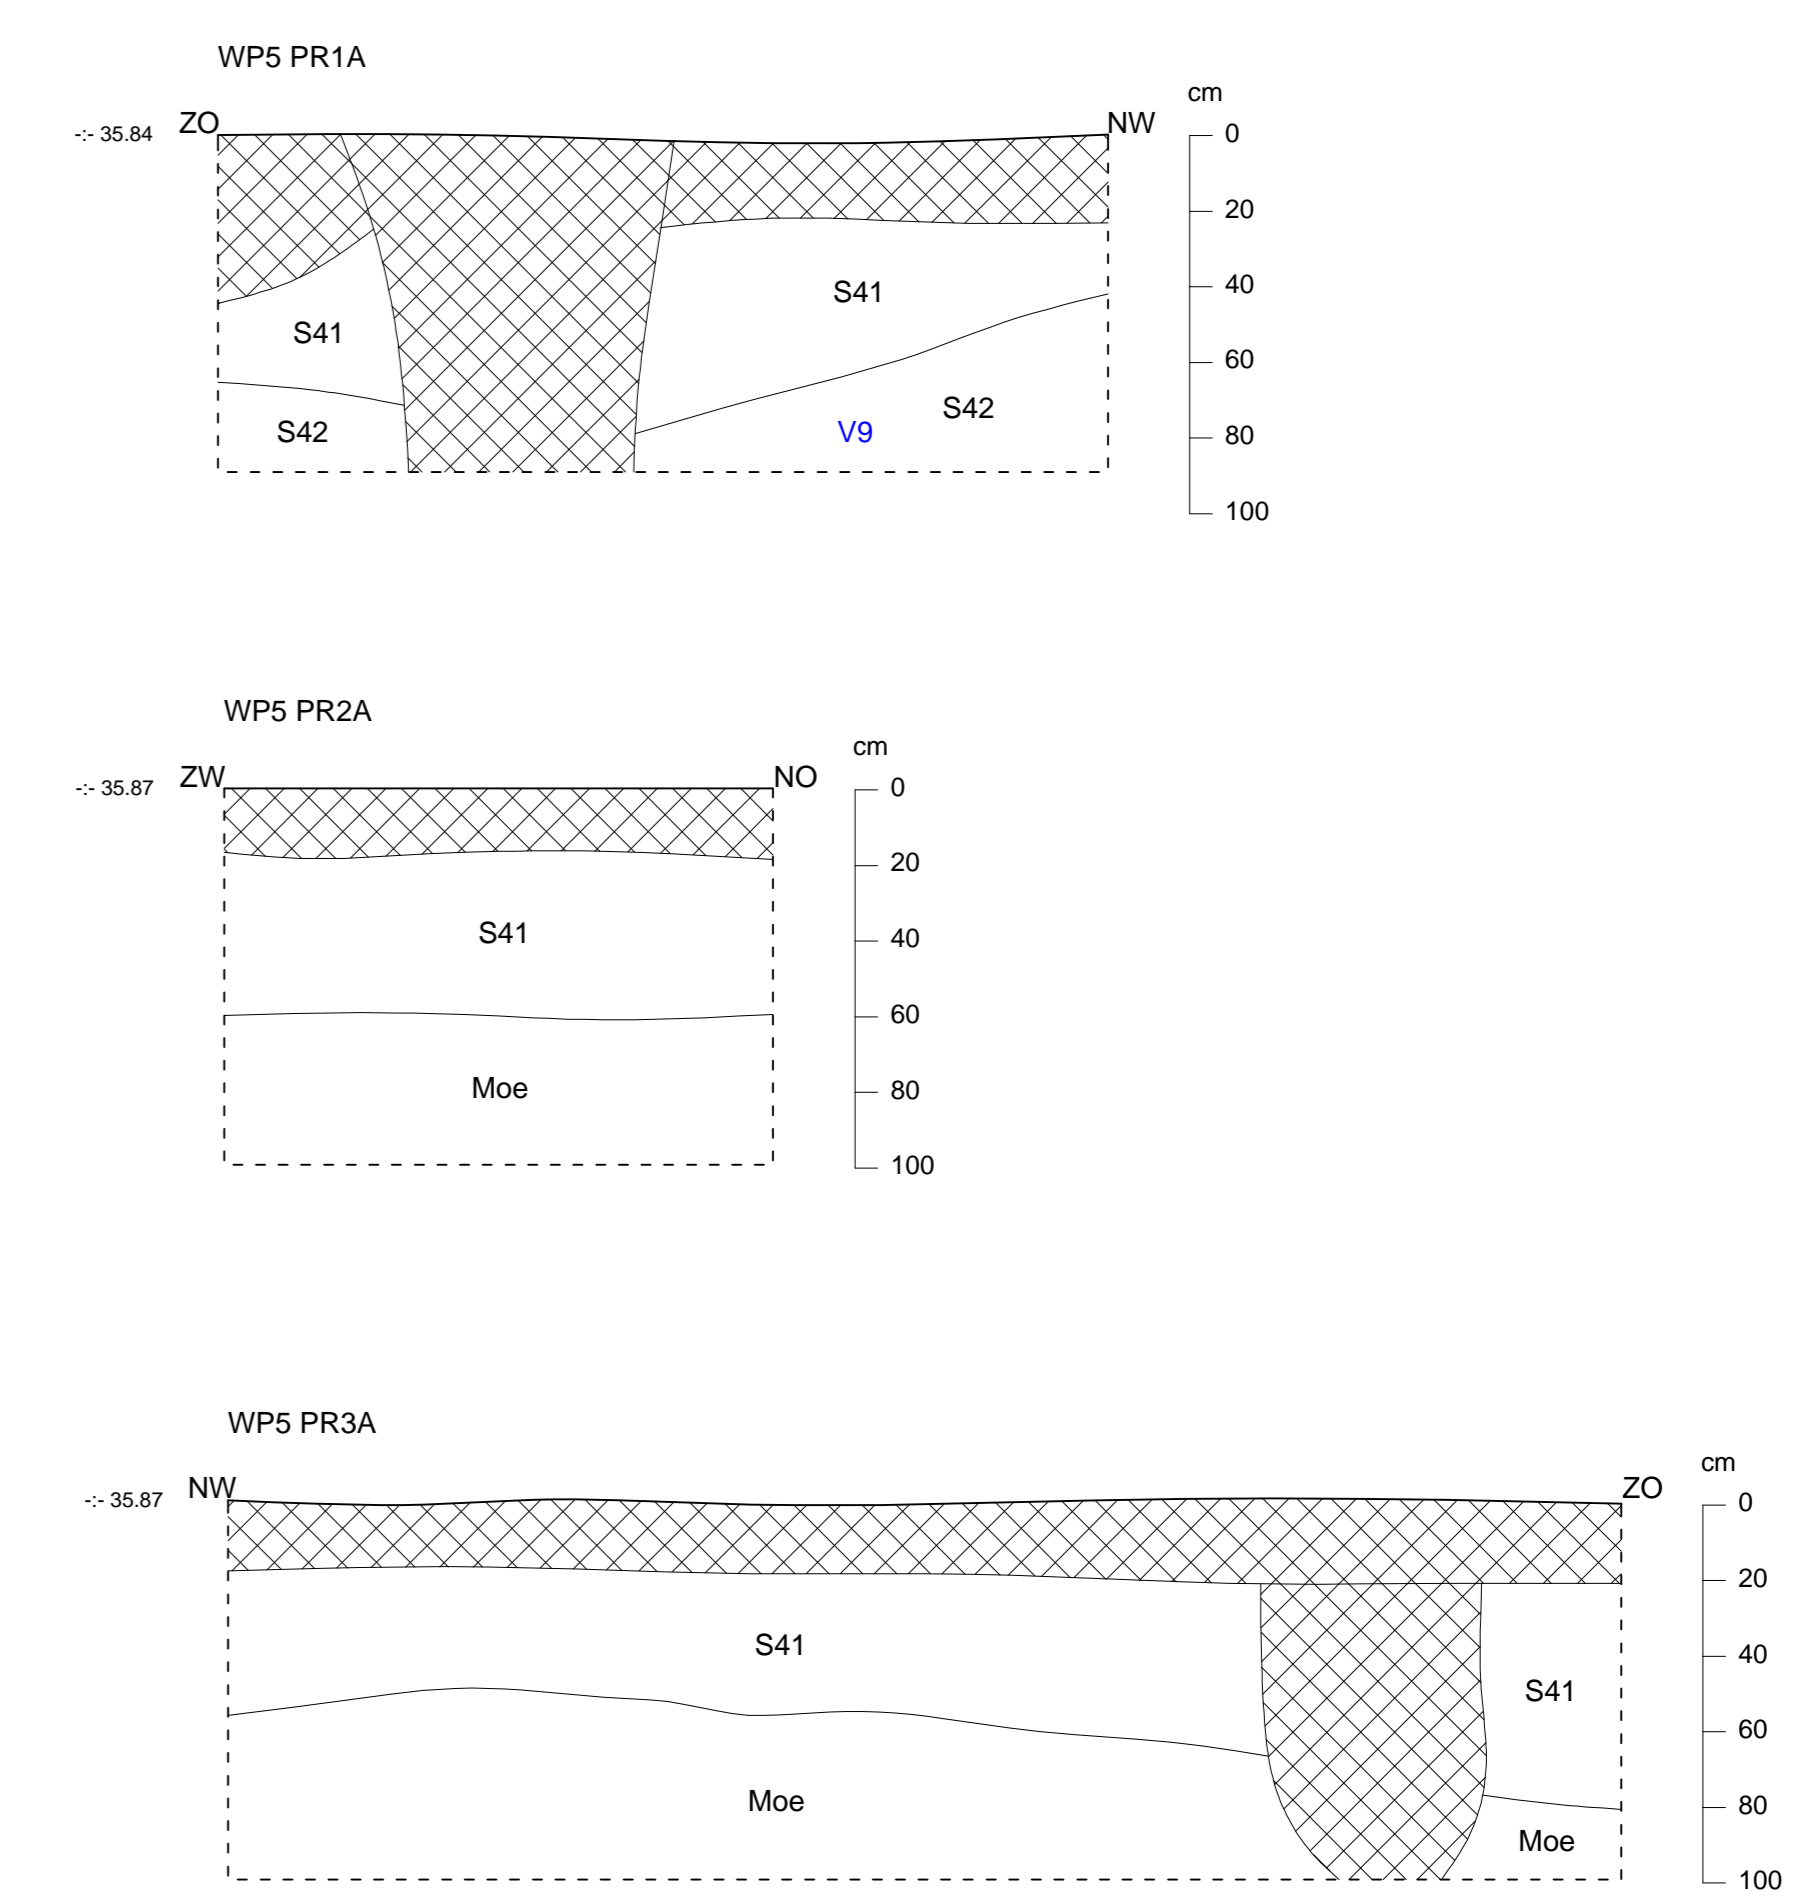 WP5 PR1A
cm
-:- 35.84 ZO NW 0
20
S41 40
S41
60
S42
S42 V9 80
100
WP5 PR2A
cm
-:- 35.87 ZW NO 0
20
S41 40
60
Moe 80
100
WP5 PR3A
cm
-:- 35.87 NW ZO 0
20
S41 40
S41
60
Moe 80
Moe
100